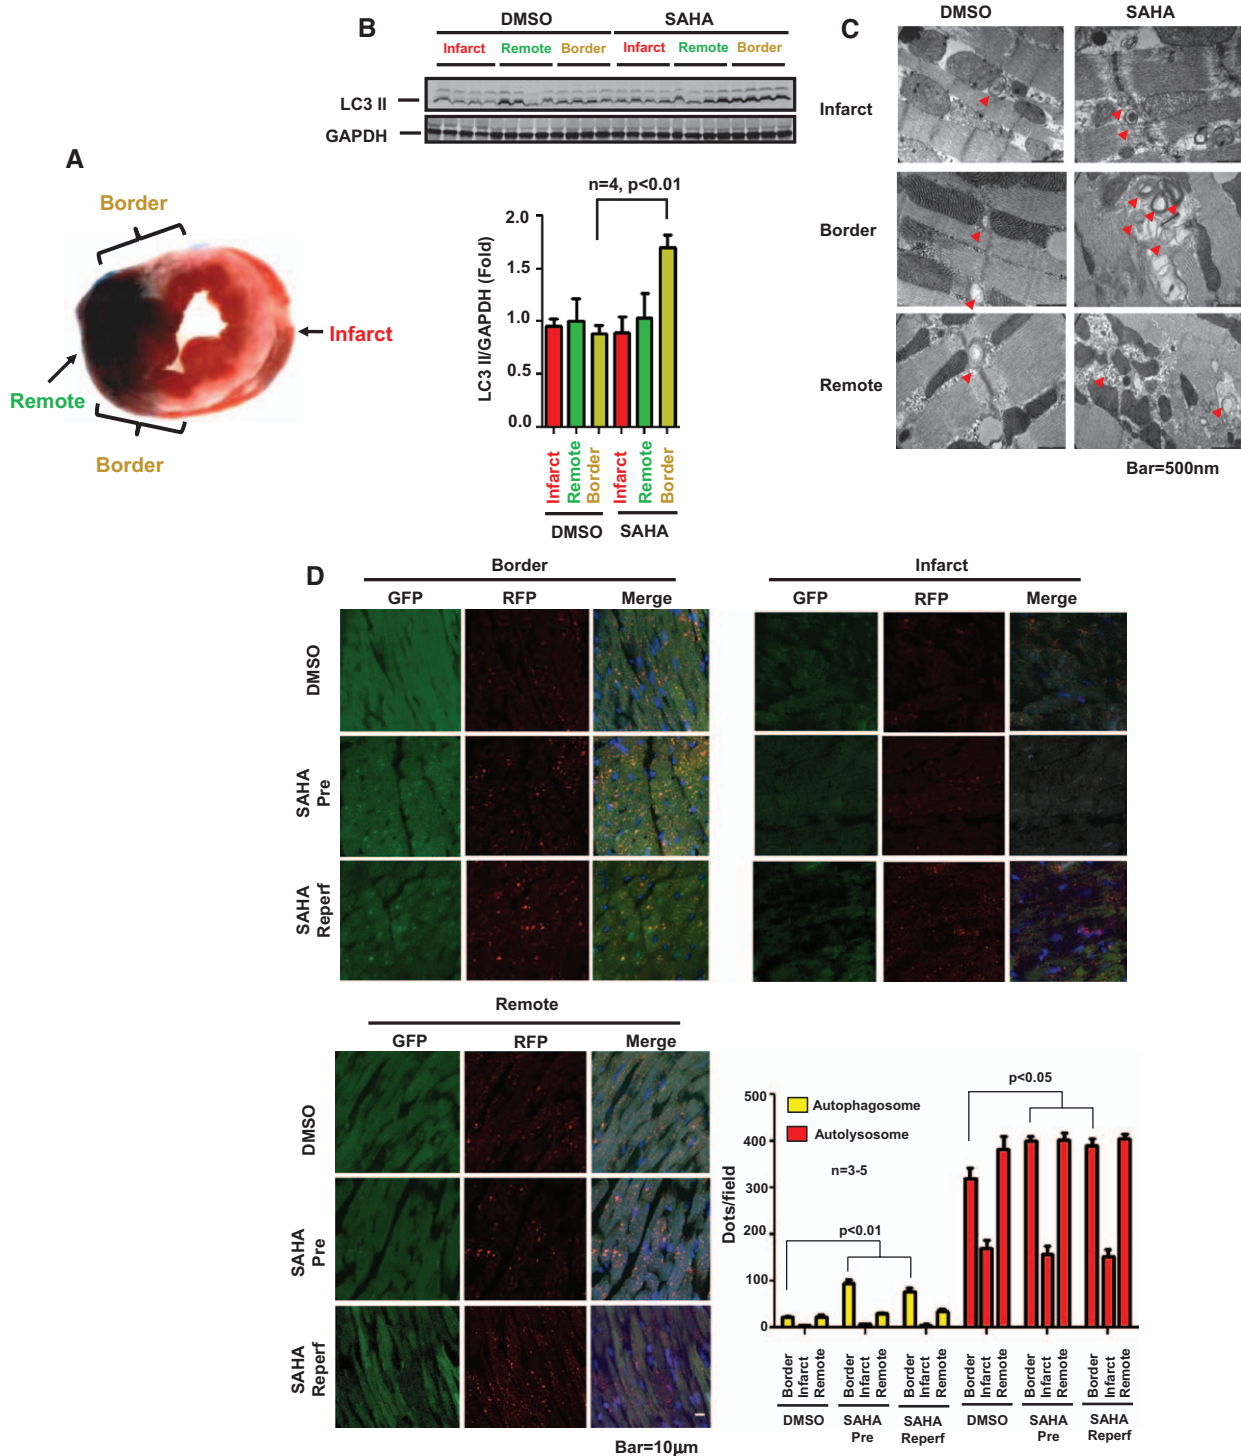 A
Border
Infarct
Remote
Border
B
DMSO SAHA
Infarct Remote Border Infarct Remote Border
LC3 II
GAPDH
n=4, p<0.01
LC3 II/GAPDH (Fold)
2.0
1.5
1.0
0.5
0.0
Infarct Remote Border Infarct Remote Border
DMSO SAHA
C
DMSO SAHA
Infarct
Border
Remote
Bar=500nm
D
Border
GFP RFP Merge
DMSO
SAHA
Pre
SAHA
Reperf
Infarct
GFP RFP Merge
Remote
GFP RFP Merge
DMSO
SAHA
Pre
SAHA
Reperf
Bar=10µm
Dots/field
500
400
300
200
100
0
Autophagosome
Autolysosome
n=3-5
p<0.01
p<0.05
Border Infarct Remote Border Infarct Remote Border Infarct Remote Border Infarct Remote Border Infarct Remote Border Infarct Remote
DMSO SAHA SAHA DMSO SAHA SAHA
Pre Reperf Pre Reperf